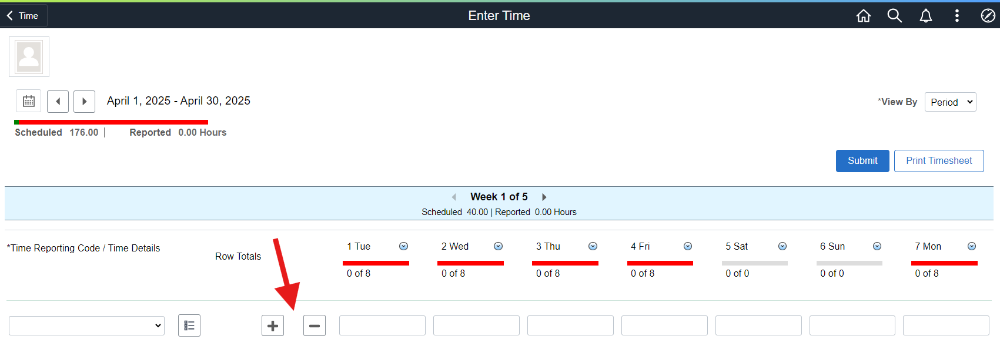 Time
Enter Time
April 1, 2025 - April 30, 2025
*View By Period
Scheduled 176.00 | Reported 0.00 Hours
Submit Print Timesheet
Week 1 of 5
Scheduled 40.00 | Reported 0.00 Hours
*Time Reporting Code / Time Details
Row Totals
1 Tue 2 Wed 3 Thu 4 Fri 5 Sat 6 Sun 7 Mon
0 of 8 0 of 8 0 of 8 0 of 8 0 of 0 0 of 0 0 of 8